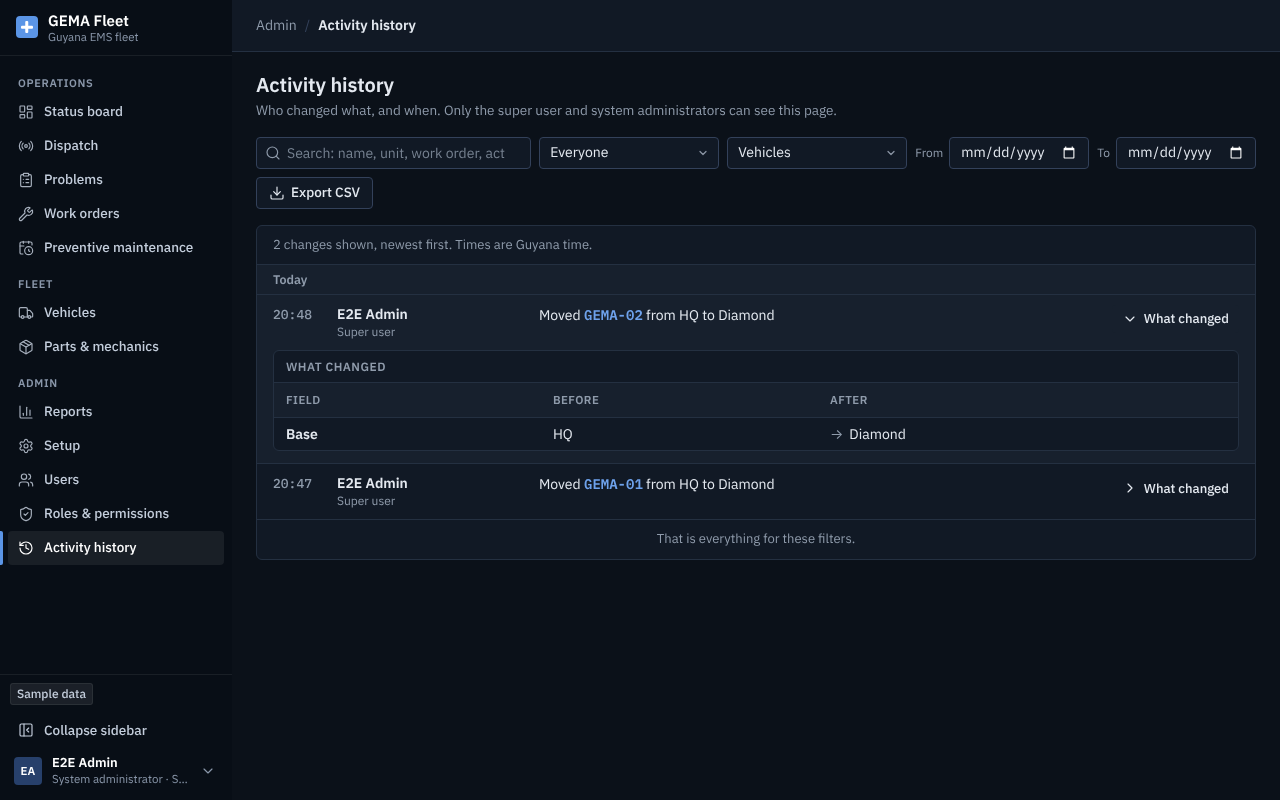 GEMA Fleet
Guyana EMS fleet
OPERATIONS
Status board
Dispatch
Problems
Work orders
Preventive maintenance
FLEET
Vehicles
Parts & mechanics
ADMIN
Reports
Setup
Users
Roles & permissions
Activity history
Sample data
Collapse sidebar
EA
E2E Admin
System administrator · S...
Admin / Activity history
Activity history
Who changed what, and when. Only the super user and system administrators can see this page.
Search: name, unit, work order, act
Everyone
Vehicles
From mm/dd/yyyy
To mm/dd/yyyy
Export CSV
2 changes shown, newest first. Times are Guyana time.
Today
20:48 E2E Admin Moved GEMA-02 from HQ to Diamond What changed
Super user
WHAT CHANGED
FIELD BEFORE AFTER
Base HQ → Diamond
20:47 E2E Admin Moved GEMA-01 from HQ to Diamond What changed
Super user
That is everything for these filters.